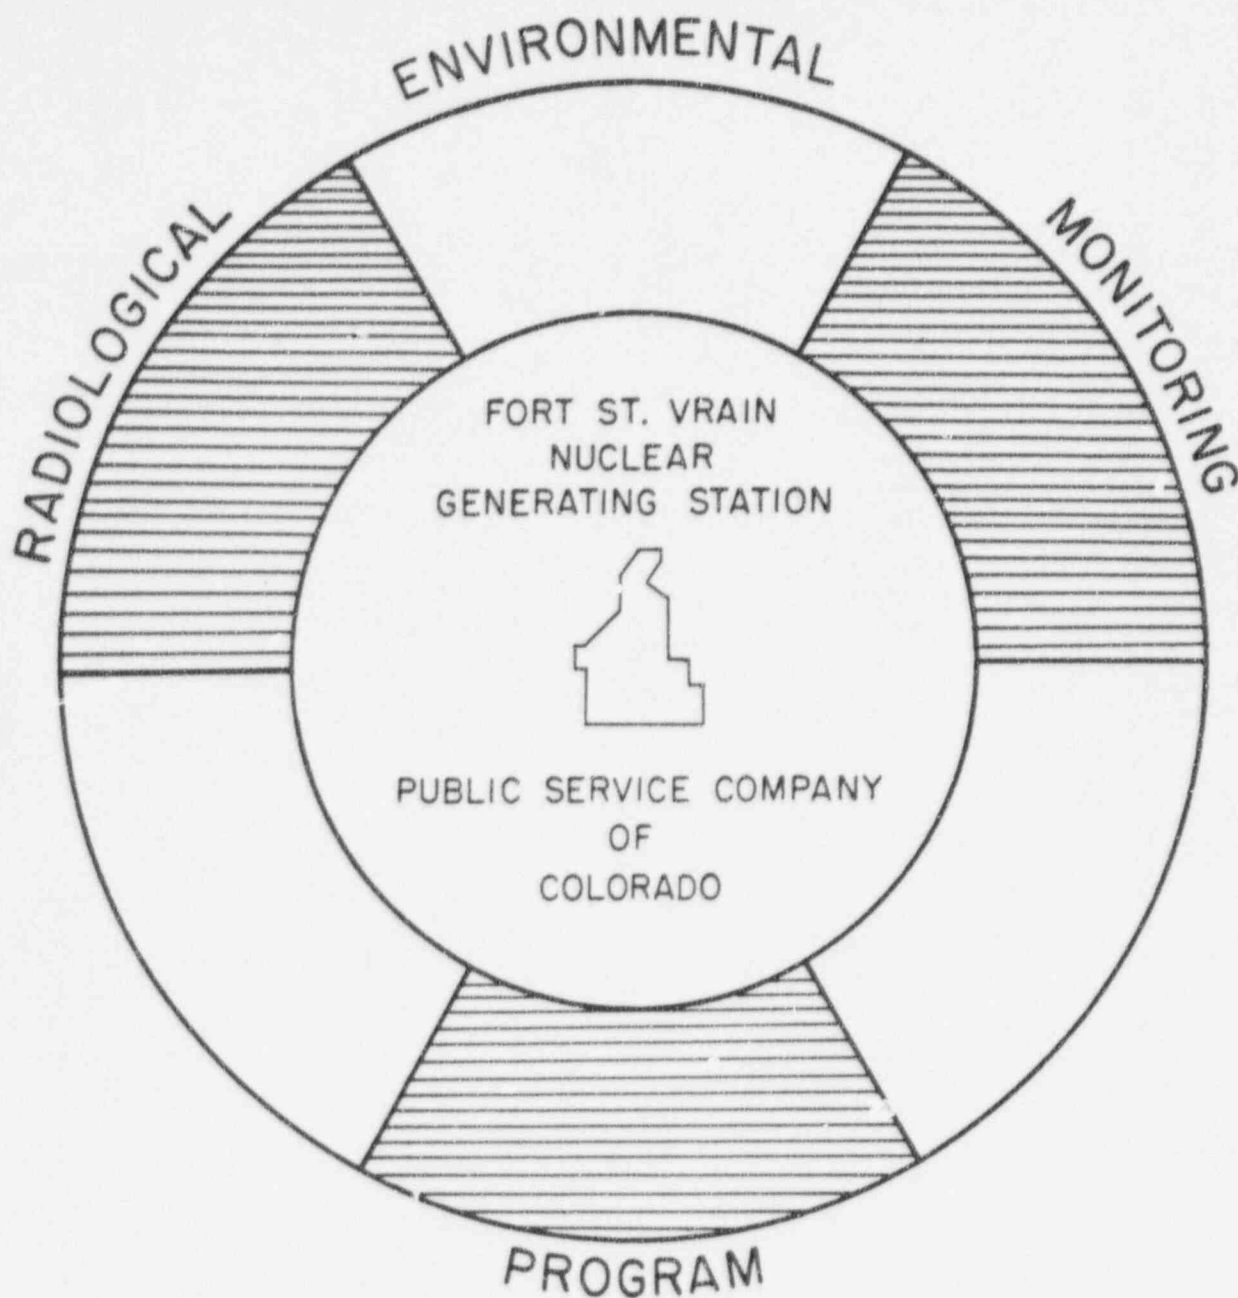 RADIOLOGICAL
ENVIRONMENTAL
MONITORING
PROGRAM
FORT ST. VRAIN
NUCLEAR
GENERATING STATION
PUBLIC SERVICE COMPANY
OF
COLORADO